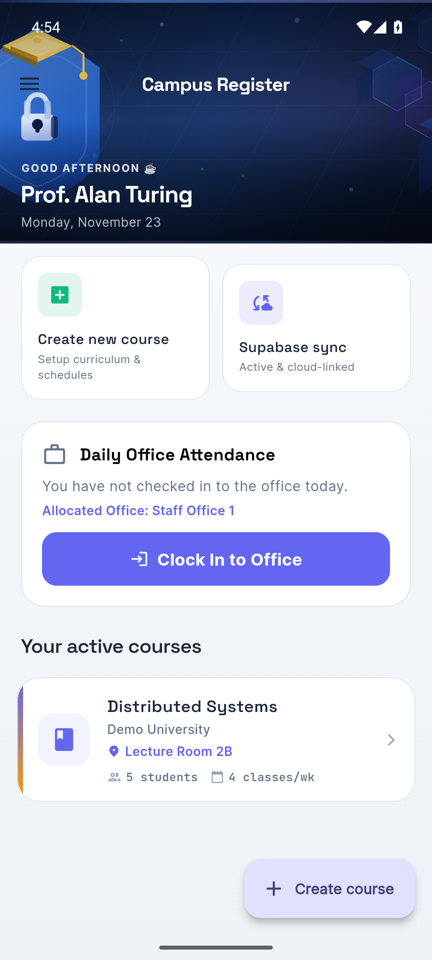 4:54
Campus Register
GOOD AFTERNOON ☕
Prof. Alan Turing
Monday, November 23
Create new course
Setup curriculum &
schedules
Supabase sync
Active & cloud-linked
Daily Office Attendance
You have not checked in to the office today.
Allocated Office: Staff Office 1
Clock In to Office
Your active courses
Distributed Systems
Demo University
Lecture Room 2B
5 students 4 classes/wk
Create course